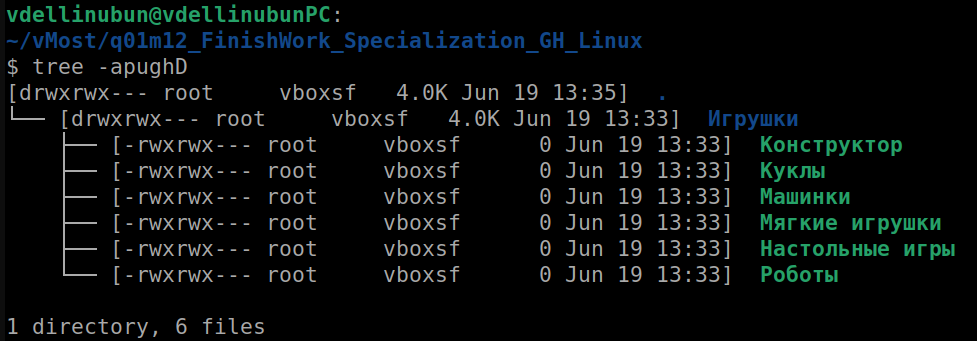 vdellinubun@vdellinubunPC:
~/vMost/q01m12_FinishWork_Specialization_GH_Linux
$ tree -apughD
[drwxrwx--- root     vboxsf   4.0K Jun 19 13:35]  .
└── [drwxrwx--- root     vboxsf   4.0K Jun 19 13:33]  Игрушки
    ├── [-rwxrwx--- root     vboxsf      0 Jun 19 13:33]  Конструктор
    ├── [-rwxrwx--- root     vboxsf      0 Jun 19 13:33]  Куклы
    ├── [-rwxrwx--- root     vboxsf      0 Jun 19 13:33]  Машинки
    ├── [-rwxrwx--- root     vboxsf      0 Jun 19 13:33]  Мягкие игрушки
    ├── [-rwxrwx--- root     vboxsf      0 Jun 19 13:33]  Настольные игры
    └── [-rwxrwx--- root     vboxsf      0 Jun 19 13:33]  Роботы
1 directory, 6 files